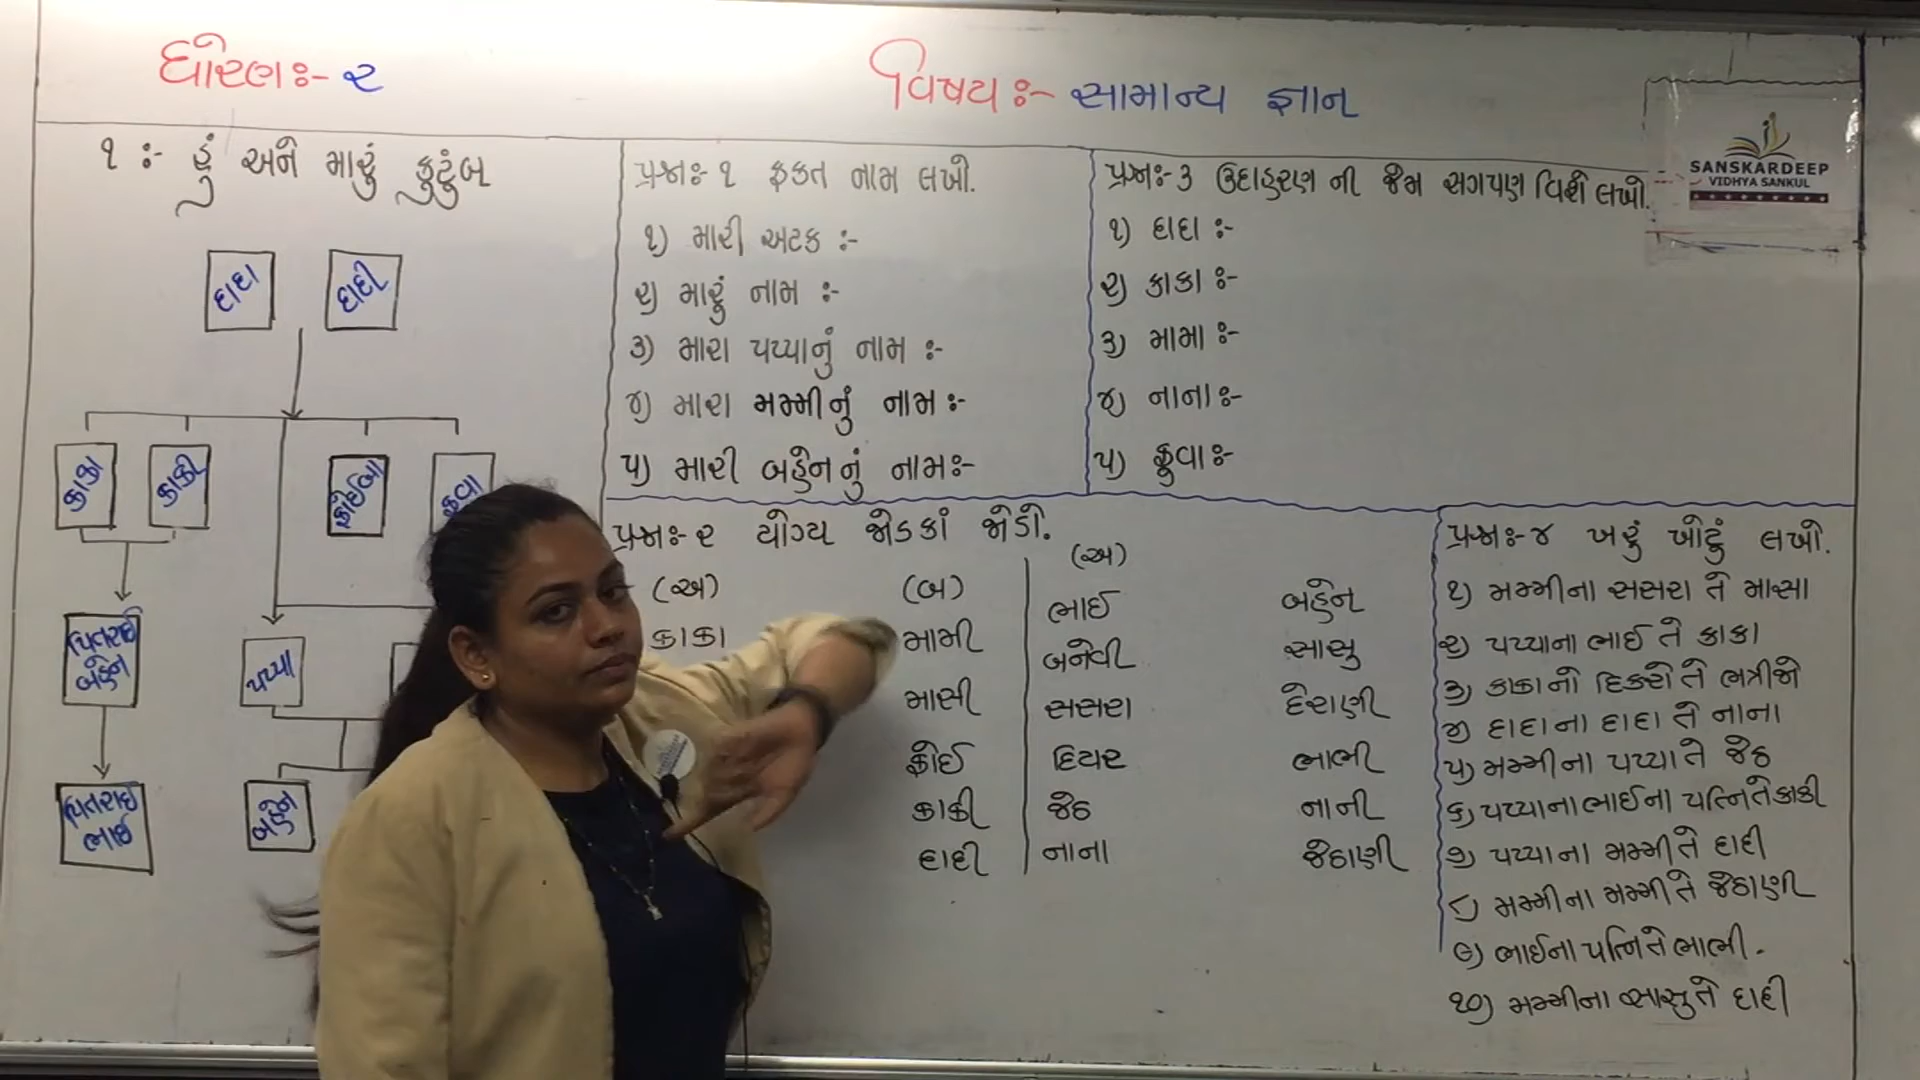 ધોરણઃ- ૨
વિષયઃ- સામાન્ય જ્ઞાન
SANSKARDEEP
VIDHYA SANKUL
૧ :- હું અને મારું કુટુંબ
દાદા દાદી
કાકા કાકી ફોઈબા ફુવા
પિતરાઈ
બહેન
પપ્પા
પિતરાઈ
ભાઈ
બહેન
પ્રશ્નઃ- ૧ ફકત નામ લખો.
૧) મારી અટક :-
૨) મારું નામ :-
૩) મારા પપ્પાનું નામ :-
૪) મારા મમ્મીનું નામ :-
૫) મારી બહેનનું નામઃ-
પ્રશ્નઃ- ૩ ઉદાહરણ ની જેમ સગપણ વિશે લખો.
૧) દાદા :-
૨) કાકા :-
૩) મામા :-
૪) નાના :-
૫) ફુવા :-
પ્રશ્નઃ- ૨ યોગ્ય જોડકાં જોડો.
(અ) (બ)
કાકા મામી
માસી
ફોઈ
કાકી
દાદી
(અ)
ભાઈ બહેન
બનેવી સાસુ
સસરા દેરાણી
દિયર ભાભી
જેઠ નાની
નાના જેઠાણી
પ્રશ્નઃ- ૪ ખરું ખોટું લખો.
૧) મમ્મીના સસરા તે માસા
૨) પપ્પાના ભાઈ તે કાકા
૩) કાકાનો દિકરો તે ભત્રીજો
૪) દાદાના દાદા તે નાના
૫) મમ્મીના પપ્પા તે જેઠ
૬) પપ્પાના ભાઈના પત્નિ તે કાકી
૭) પપ્પાના મમ્મી તે દાદી
૮) મમ્મીના મમ્મી તે જેઠાણી
૯) ભાઈના પત્નિ તે ભાભી.
૧૦) મમ્મીના સાસુ તે દાદી